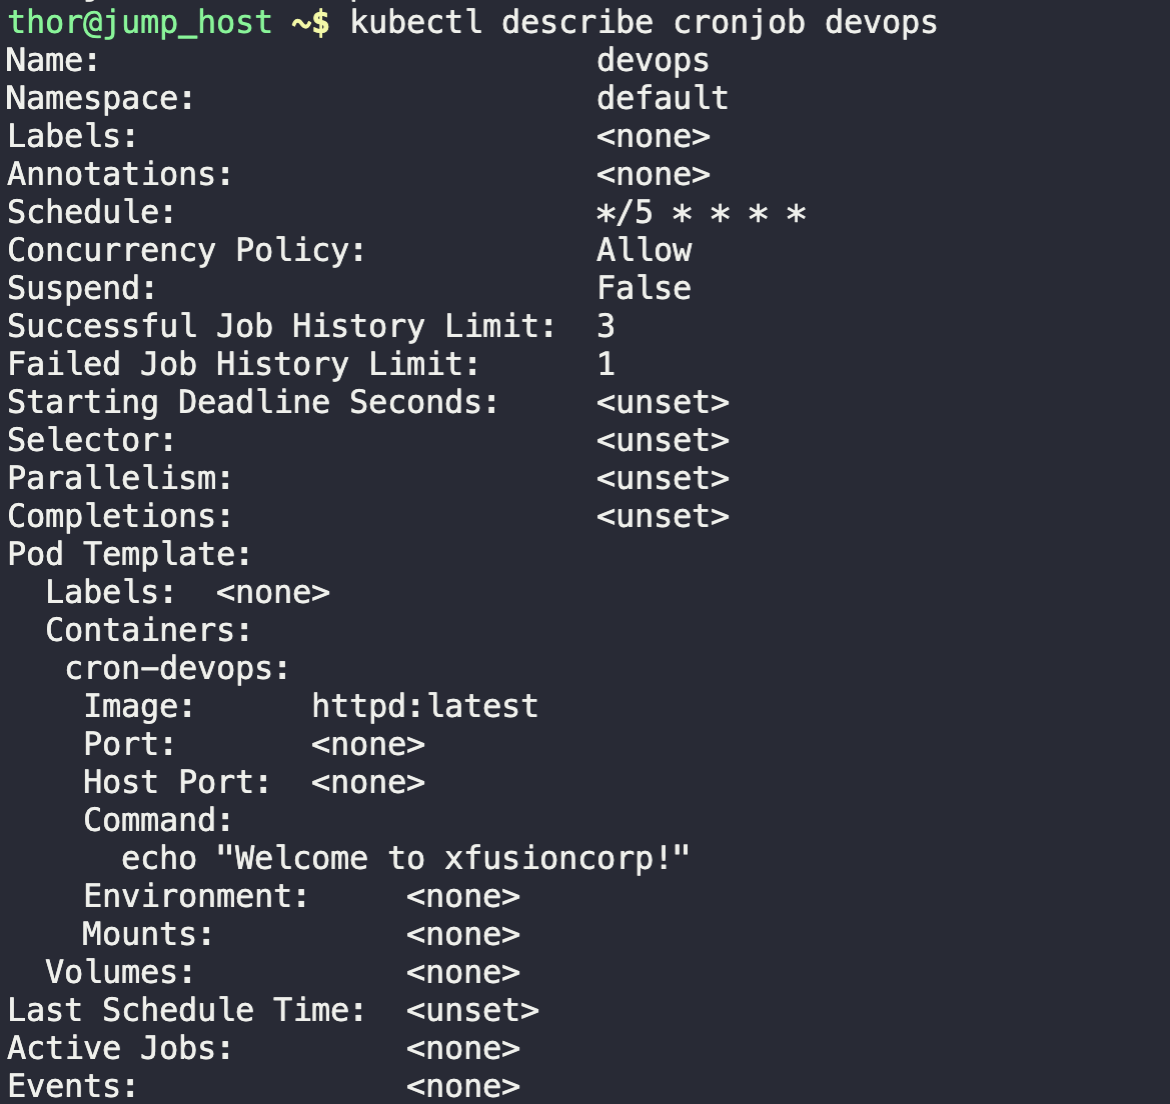 thor@jump_host ~$ kubectl describe cronjob devops
Name:                          devops
Namespace:                     default
Labels:                        <none>
Annotations:                   <none>
Schedule:                      */5 * * * *
Concurrency Policy:            Allow
Suspend:                       False
Successful Job History Limit:  3
Failed Job History Limit:      1
Starting Deadline Seconds:     <unset>
Selector:                      <unset>
Parallelism:                   <unset>
Completions:                   <unset>
Pod Template:
  Labels:  <none>
  Containers:
   cron-devops:
    Image:      httpd:latest
    Port:       <none>
    Host Port:  <none>
    Command:
      echo "Welcome to xfusioncorp!"
    Environment:     <none>
    Mounts:          <none>
  Volumes:           <none>
Last Schedule Time:  <unset>
Active Jobs:         <none>
Events:              <none>